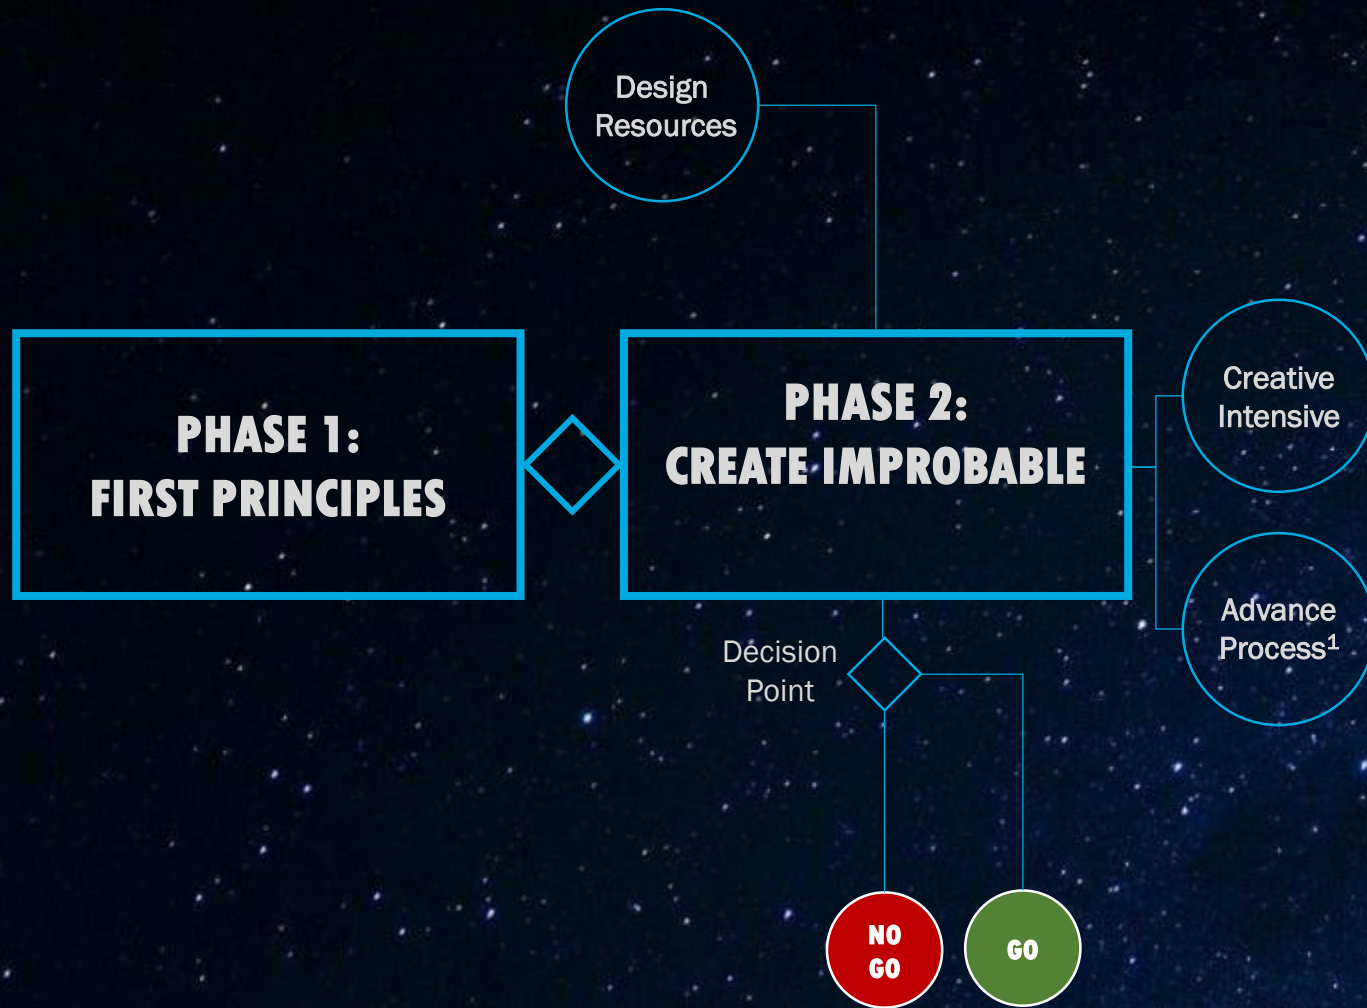 Design
Resources
PHASE 1:
FIRST PRINCIPLES
PHASE 2:
CREATE IMPROBABLE
Creative
Intensive
Advance
Process¹
Decision
Point
NO
GO
GO